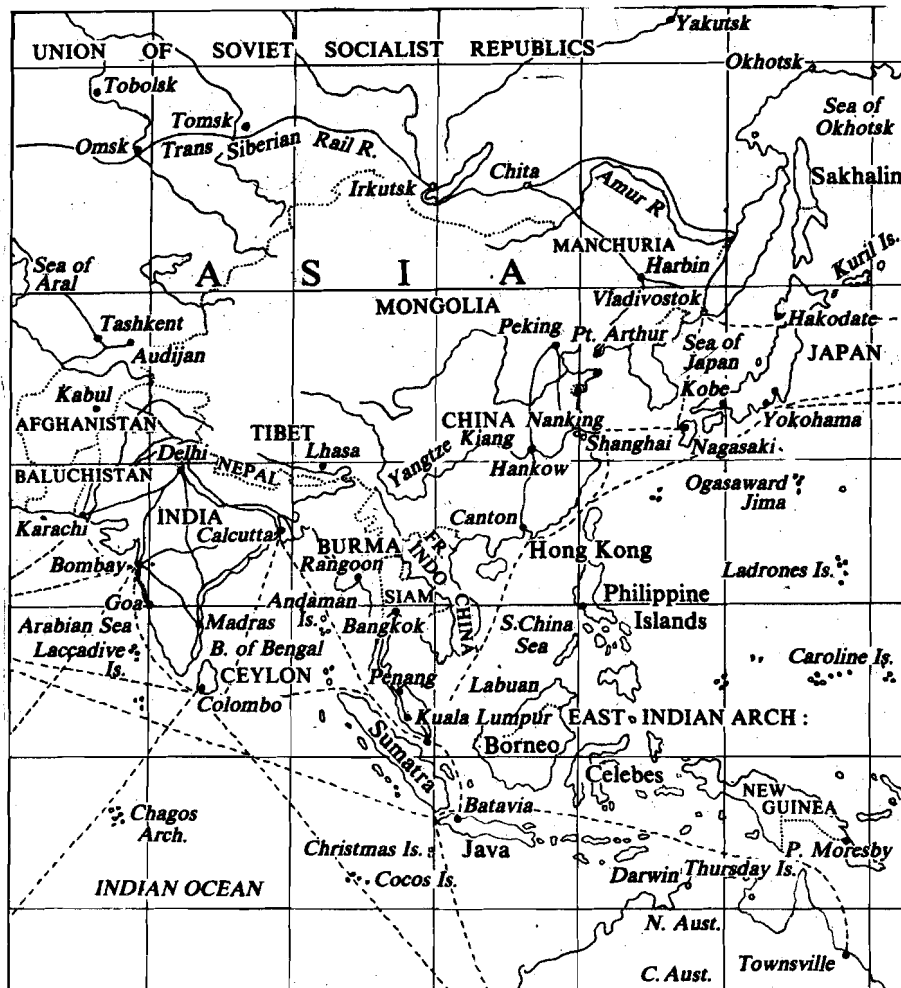 Yakutsk
UNION OF SOVIET SOCIALIST REPUBLICS
Okhotsk
Tobolsk
Sea of
Okhotsk
Tomsk
Omsk
Trans Siberian Rail R.
Chita
Irkutsk
Sakhalin
Amur R
MANCHURIA
Harbin
Kuril Is.
Sea of
Aral
ASIA
MONGOLIA
Vladivostok
Tashkent
Audijan
Peking
Pt. Arthur
Hakodate
Sea of
Japan
JAPAN
Kabul
AFGHANISTAN
Kobe
CHINA
Nanking
Yokohama
TIBET
Lhasa
Kiang
Yangtze
Shanghai
Nagasaki
Delhi
NEPAL
Hankow
BALUCHISTAN
Ogasaward
Jima
Karachi
INDIA
Calcutta
Canton
BURMA
FR.
INDO
CHINA
Hong Kong
Bombay
Rangoon
Ladrones Is.
Goa
SIAM
Andaman
Is.
Bangkok
Philippine
Islands
Arabian Sea
Madras
S.China
Sea
Laccadive
Is.
B. of Bengal
CEYLON
Penang
Caroline Is.
Colombo
Labuan
Kuala Lumpur
EAST INDIAN ARCH :
Borneo
Sumatra
Celebes
NEW
GUINEA
Chagos
Arch.
Batavia
Java
Christmas Is.
P. Moresby
Cocos Is.
INDIAN OCEAN
Darwin
Thursday Is.
N. Aust.
C. Aust.
Townsville